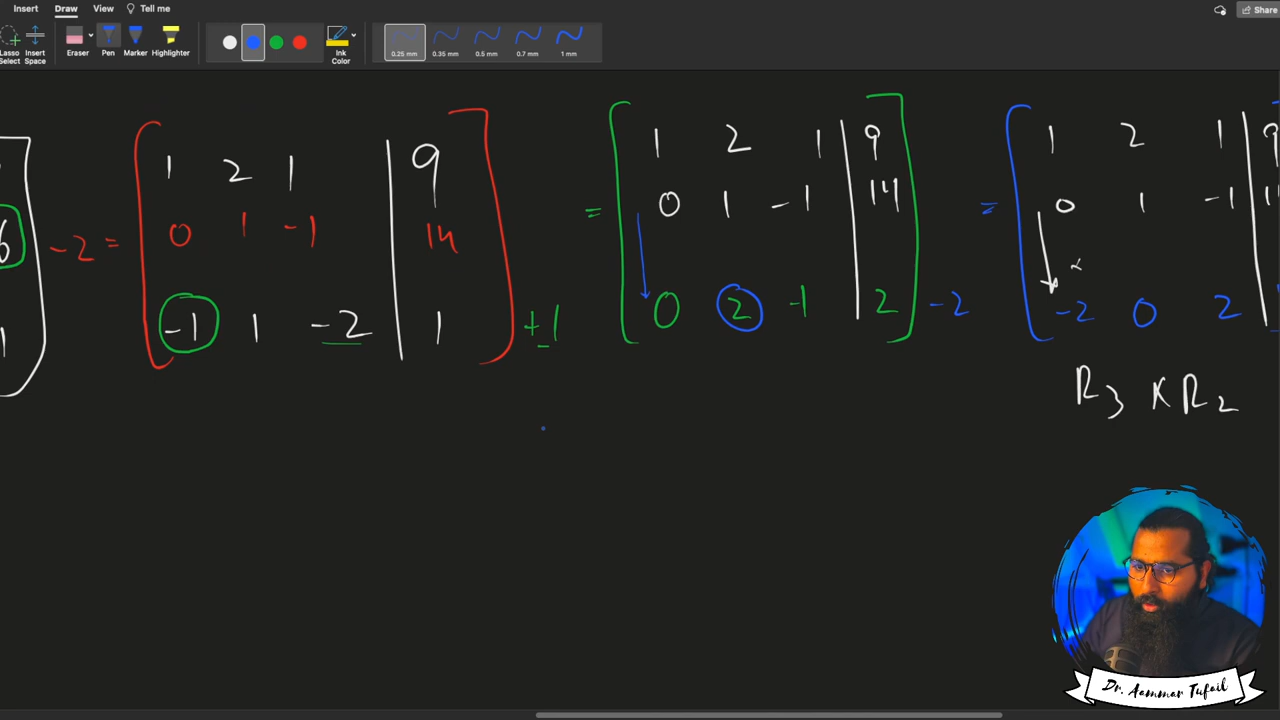 Insert Draw View Tell me Share
Lasso Select Insert Space Eraser Pen Marker Highlighter Ink Color 0.25 mm 0.35 mm 0.5 mm 0.7 mm 1 mm
1 2 1 | 9
0 1 -1 | 14
-1 1 -2 | 1
6
-2 =
1
+1
=
1 2 1 | 9
0 1 -1 | 14
0 2 -1 | 2
-2
=
1 2 1 | 9
0 1 -1
-2 0 2
R3 R2
Dr. Aammar Tufail